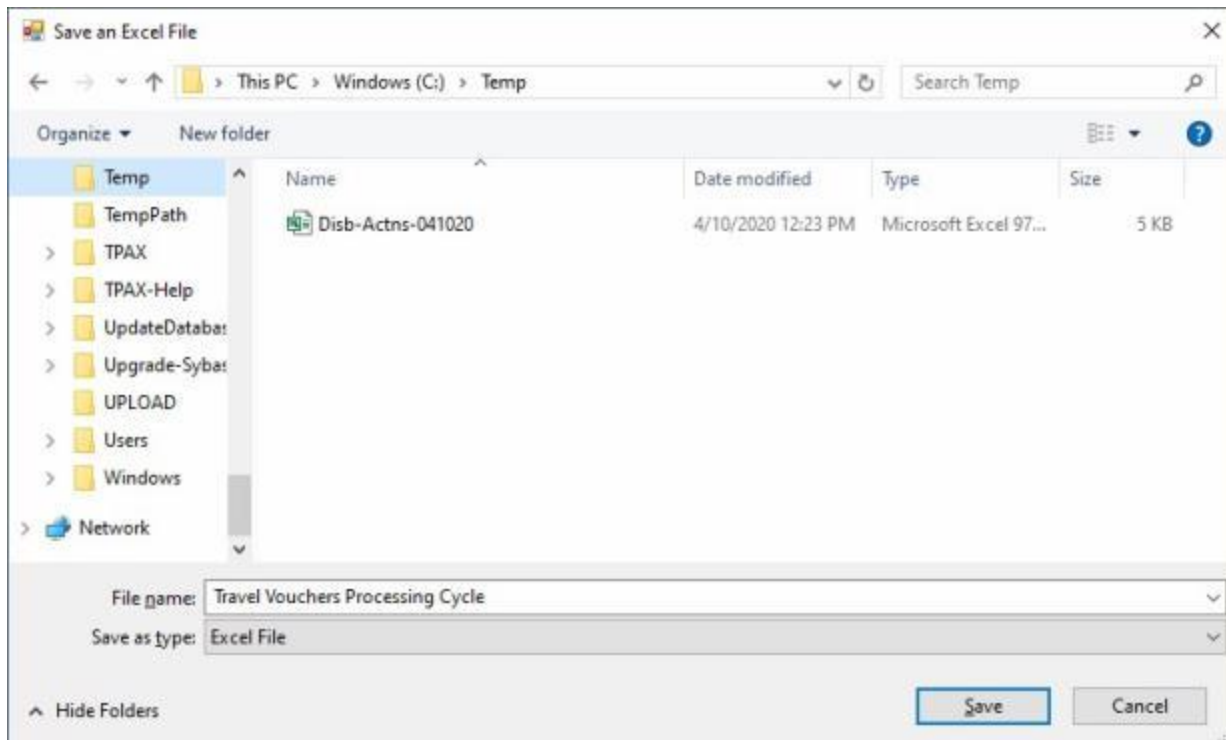 Save an Excel File
This PC > Windows (C:) > Temp
Search Temp
Organize
New folder
Name Date modified Type Size
Disb-Actns-041020 4/10/2020 12:23 PM Microsoft Excel 97... 5 KB
Temp
TempPath
TPAX
TPAX-Help
UpdateDatabas
Upgrade-Sybas
UPLOAD
Users
Windows
Network
File name: Travel Vouchers Processing Cycle
Save as type: Excel File
Hide Folders
Save
Cancel